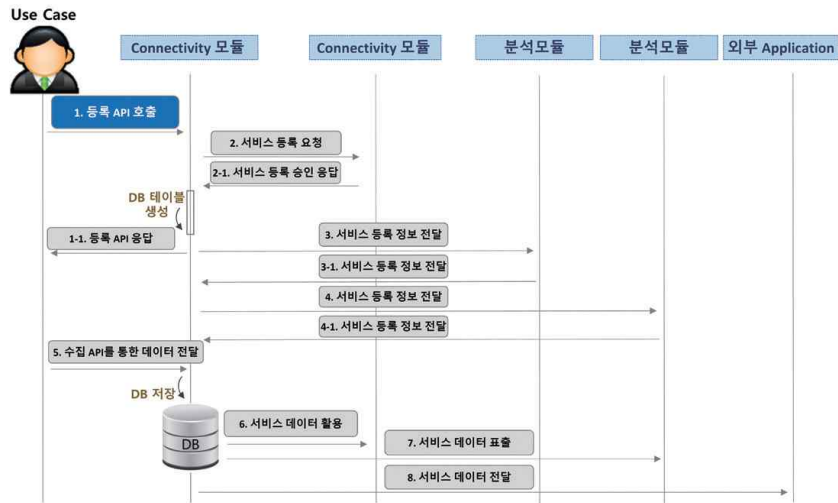 Use Case
Connectivity 모듈
Connectivity 모듈
분석모듈
분석모듈
외부 Application
1. 등록 API 호출
2. 서비스 등록 요청
2-1. 서비스 등록 승인 응답
DB 테이블
생성
1-1. 등록 API 응답
3. 서비스 등록 정보 전달
3-1. 서비스 등록 정보 전달
4. 서비스 등록 정보 전달
4-1. 서비스 등록 정보 전달
5. 수집 API를 통한 데이터 전달
DB 저장
DB
6. 서비스 데이터 활용
7. 서비스 데이터 표출
8. 서비스 데이터 전달